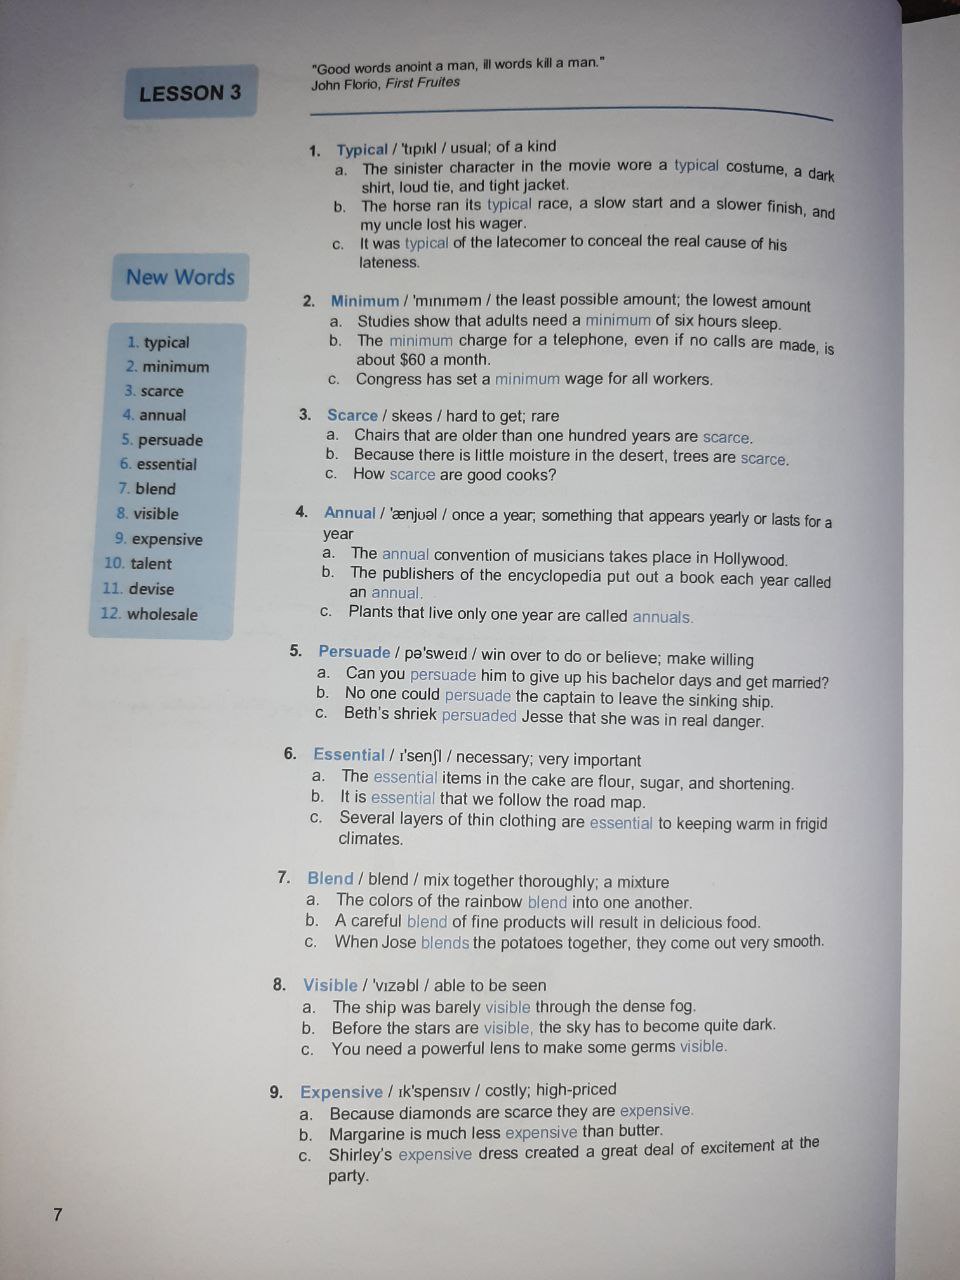 LESSON 3
"Good words anoint a man, ill words kill a man."
John Florio, First Fruites
New Words
1. typical
2. minimum
3. scarce
4. annual
5. persuade
6. essential
7. blend
8. visible
9. expensive
10. talent
11. devise
12. wholesale
1. Typical / 'tɪpɪkl / usual; of a kind
a. The sinister character in the movie wore a typical costume, a dark
shirt, loud tie, and tight jacket.
b. The horse ran its typical race, a slow start and a slower finish, and
my uncle lost his wager.
c. It was typical of the latecomer to conceal the real cause of his
lateness.
2. Minimum / 'mɪnɪməm / the least possible amount; the lowest amount
a. Studies show that adults need a minimum of six hours sleep.
b. The minimum charge for a telephone, even if no calls are made, is
about $60 a month.
c. Congress has set a minimum wage for all workers.
3. Scarce / skeəs / hard to get; rare
a. Chairs that are older than one hundred years are scarce.
b. Because there is little moisture in the desert, trees are scarce.
c. How scarce are good cooks?
4. Annual / 'ænjʊəl / once a year; something that appears yearly or lasts for a
year
a. The annual convention of musicians takes place in Hollywood.
b. The publishers of the encyclopedia put out a book each year called
an annual.
c. Plants that live only one year are called annuals.
5. Persuade / pə'sweɪd / win over to do or believe; make willing
a. Can you persuade him to give up his bachelor days and get married?
b. No one could persuade the captain to leave the sinking ship.
c. Beth's shriek persuaded Jesse that she was in real danger.
6. Essential / ɪ'senʃl / necessary; very important
a. The essential items in the cake are flour, sugar, and shortening.
b. It is essential that we follow the road map.
c. Several layers of thin clothing are essential to keeping warm in frigid
climates.
7. Blend / blend / mix together thoroughly; a mixture
a. The colors of the rainbow blend into one another.
b. A careful blend of fine products will result in delicious food.
c. When Jose blends the potatoes together, they come out very smooth.
8. Visible / 'vɪzəbl / able to be seen
a. The ship was barely visible through the dense fog.
b. Before the stars are visible, the sky has to become quite dark.
c. You need a powerful lens to make some germs visible.
9. Expensive / ɪk'spensɪv / costly; high-priced
a. Because diamonds are scarce they are expensive.
b. Margarine is much less expensive than butter.
c. Shirley's expensive dress created a great deal of excitement at the
party.
7